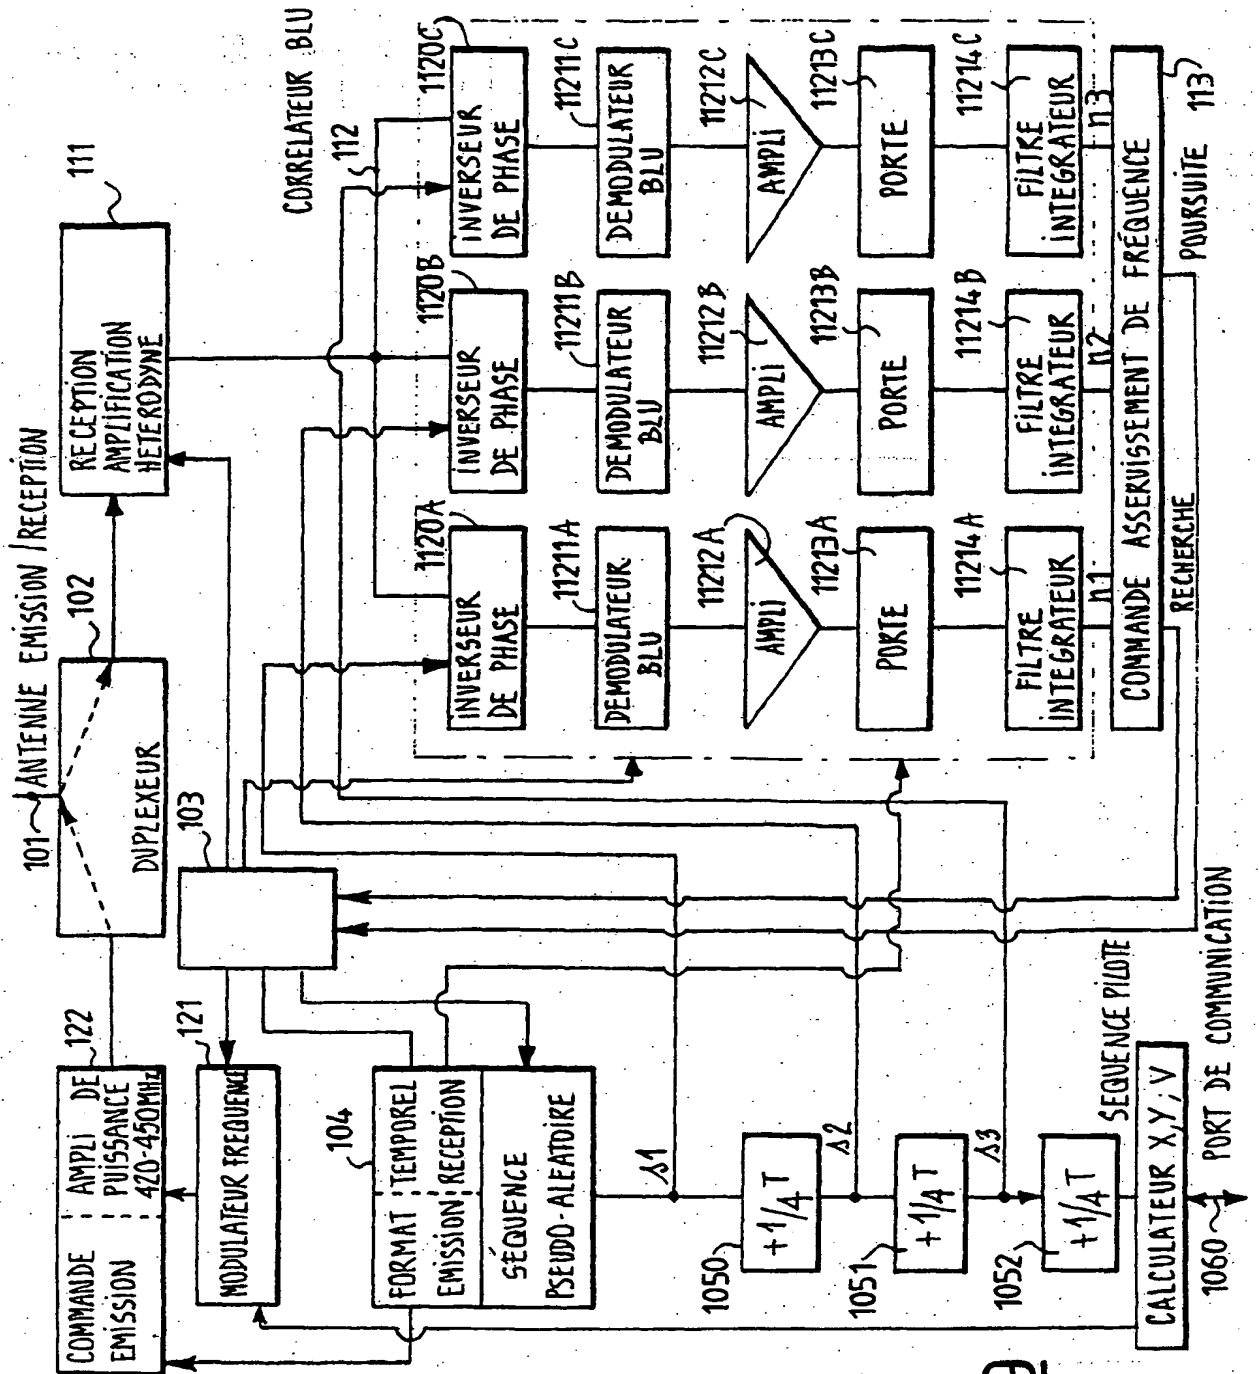 101
ANTENNE EMISSION / RECEPTION
122
COMMANDE
EMISSION
AMPLI DE
PUISSANCE
420-450MHz
102
DUPLEXEUR
111
RECEPTION
AMPLIFICATION
HETERODYNE
121
MODULATEUR FREQUENCE
103
CORRELATEUR BLU
112
104
FORMAT TEMPOREL
EMISSION RECEPTION
SÉQUENCE
PSEUDO-ALEATOIRE
1120A
INVERSEUR
DE PHASE
1120B
INVERSEUR
DE PHASE
1120C
INVERSEUR
DE PHASE
11211A
DEMODULATEUR
BLU
11211B
DEMODULATEUR
BLU
11211C
DEMODULATEUR
BLU
11212A
AMPLI
11212B
AMPLI
11212C
AMPLI
11213A
PORTE
11213B
PORTE
11213C
PORTE
11214A
FILTRE
INTEGRATEUR
11214B
FILTRE
INTEGRATEUR
11214C
FILTRE
INTEGRATEUR
n1
n2
n3
COMMANDE ASSERVISSEMENT DE FRÉQUENCE
113
RECHERCHE
POURSUITE
s1
1050
+1/4 T
s2
1051
+1/4 T
s3
1052
+1/4 T
SEQUENCE PILOTE
CALCULATEUR X,Y; V
1060
PORT DE COMMUNICATION